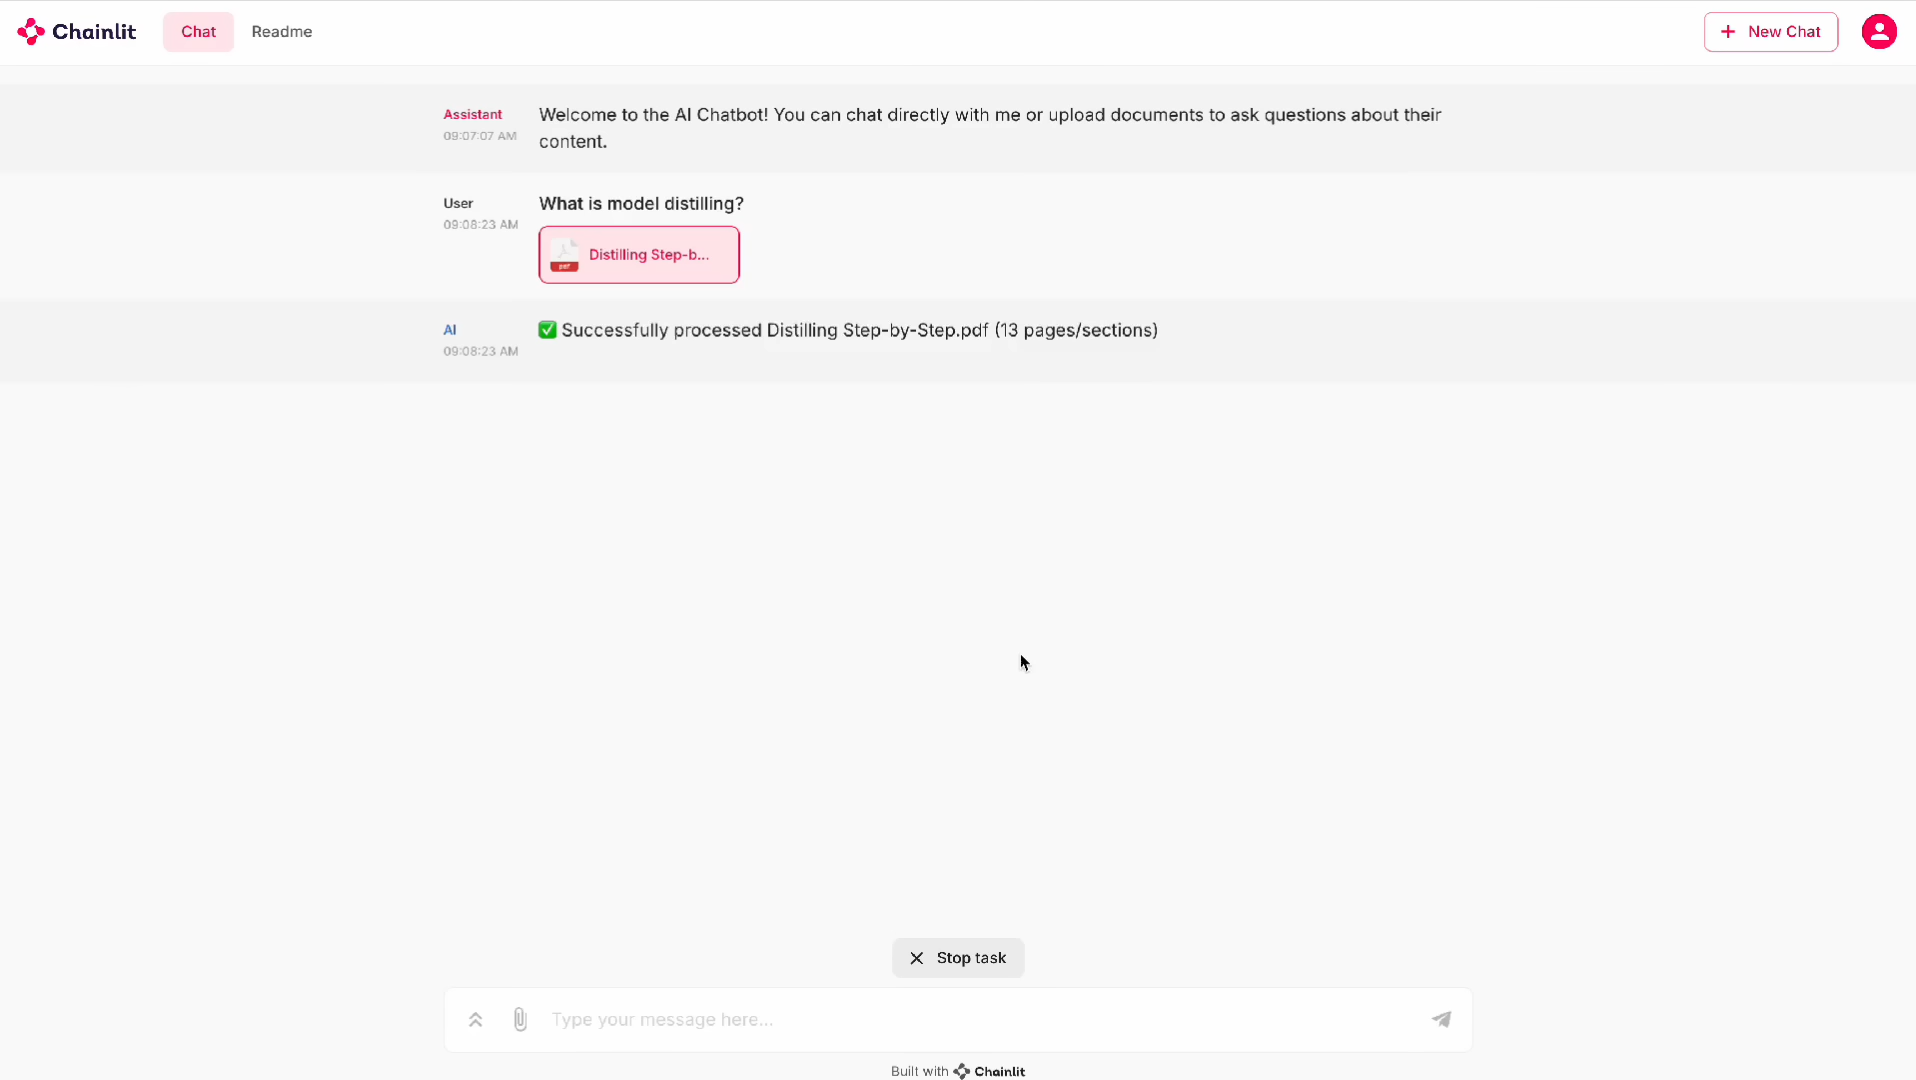 Chainlit Chat Readme New Chat
Assistant Welcome to the AI Chatbot! You can chat directly with me or upload documents to ask questions about their
09:07:07 AM content.
User What is model distilling?
09:08:23 AM
pdf Distilling Step-b...
AI ✅ Successfully processed Distilling Step-by-Step.pdf (13 pages/sections)
09:08:23 AM
Stop task
Type your message here...
Built with Chainlit